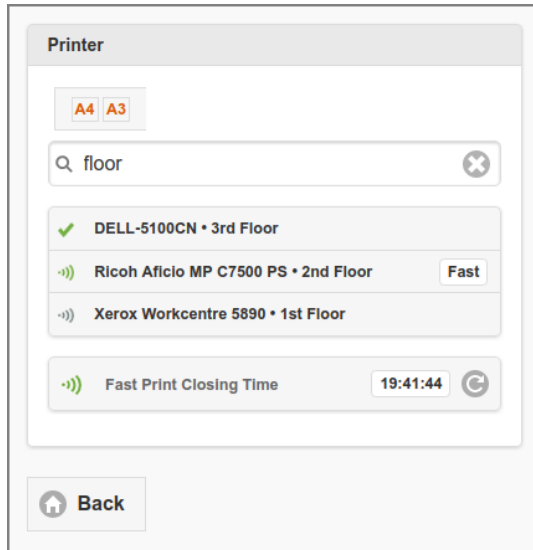 Printer
A4 A3
floor
DELL-5100CN • 3rd Floor
Ricoh Aficio MP C7500 PS • 2nd Floor Fast
Xerox Workcentre 5890 • 1st Floor
Fast Print Closing Time 19:41:44
Back